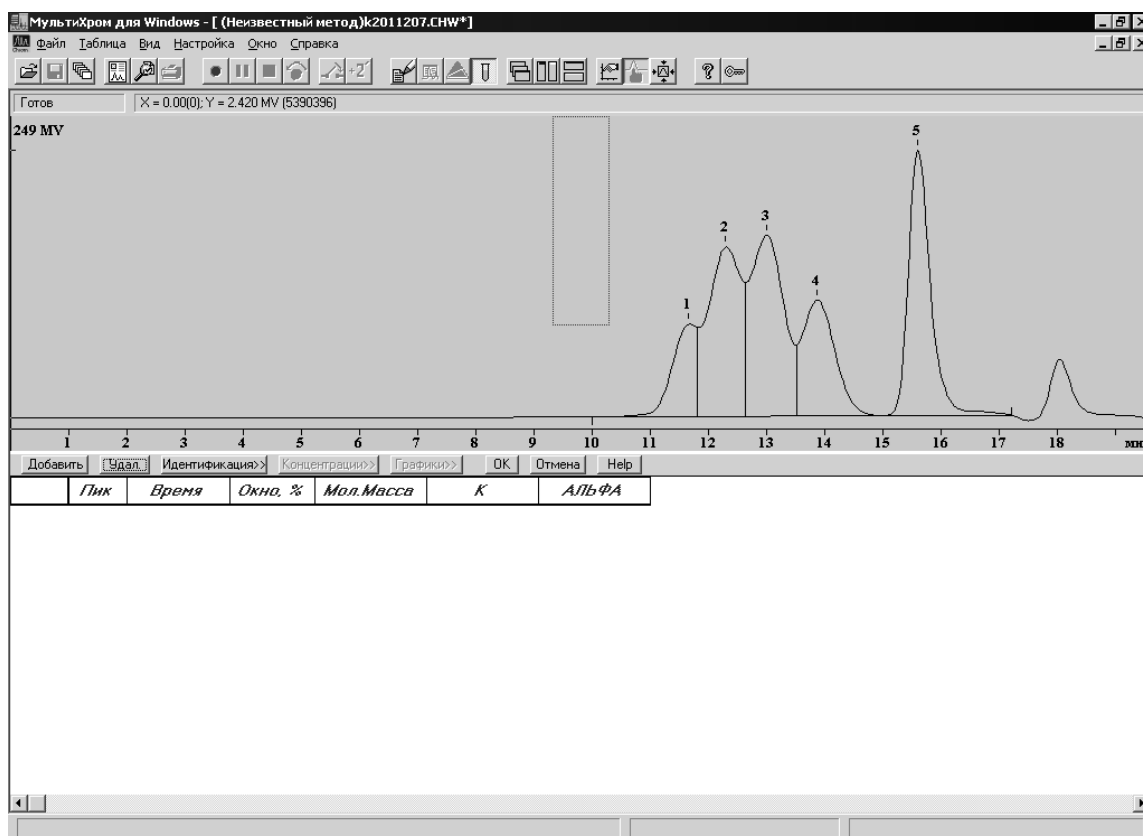 МультиХром для Windows - [ (Неизвестный метод)k2011207.CHW*]
Файл Таблица Вид Настройка Окно Справка
Готов X = 0.00(0); Y = 2.420 MV (5390396)
249 MV
5
2 3
4
1
1 2 3 4 5 6 7 8 9 10 11 12 13 14 15 16 17 18 мин
Добавить Удал. Идентификация>> Концентрации>> Графики>> OK Отмена Help
Пик Время Окно, % Мол.Масса К АЛЬФА